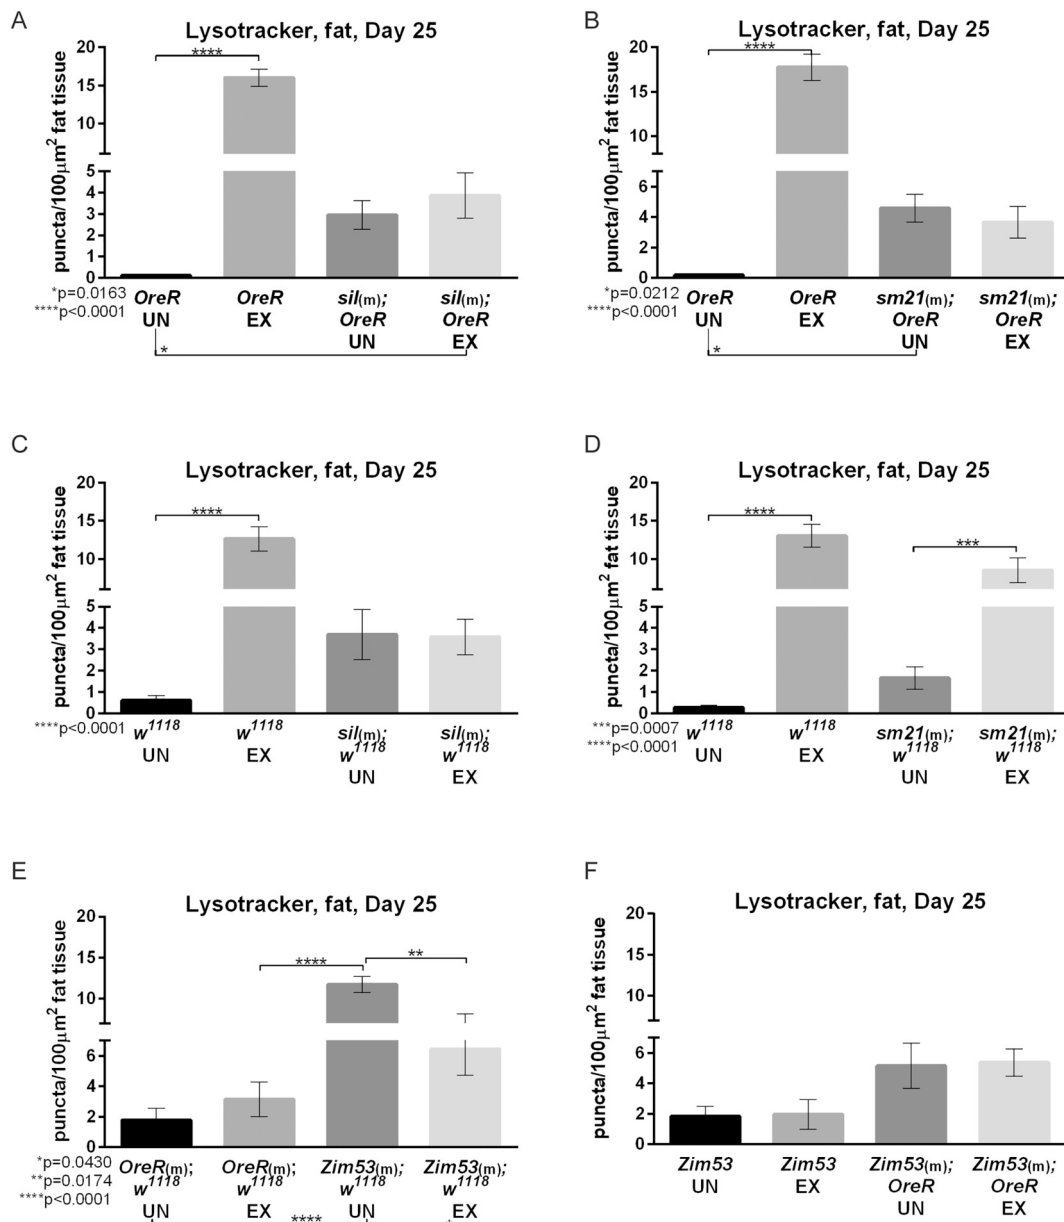 A
Lysotracker, fat, Day 25
puncta/100μm² fat tissue
20
15
10
5
4
3
2
1
0
****
*p=0.0163
****p<0.0001
OreR
UN
OreR
EX
sil(m);
OreR
UN
sil(m);
OreR
EX
*
B
Lysotracker, fat, Day 25
puncta/100μm² fat tissue
20
15
10
6
4
2
0
****
*p=0.0212
****p<0.0001
OreR
UN
OreR
EX
sm21(m);
OreR
UN
sm21(m);
OreR
EX
*
C
Lysotracker, fat, Day 25
puncta/100μm² fat tissue
20
15
10
5
4
3
2
1
0
****
****p<0.0001
w¹¹¹⁸
UN
w¹¹¹⁸
EX
sil(m);
w¹¹¹⁸
UN
sil(m);
w¹¹¹⁸
EX
D
Lysotracker, fat, Day 25
puncta/100μm² fat tissue
20
15
10
5
4
3
2
1
0
****
***
***p=0.0007
****p<0.0001
w¹¹¹⁸
UN
w¹¹¹⁸
EX
sm21(m);
w¹¹¹⁸
UN
sm21(m);
w¹¹¹⁸
EX
E
Lysotracker, fat, Day 25
puncta/100μm² fat tissue
20
15
10
6
4
2
0
****
**
*p=0.0430
**p=0.0174
****p<0.0001
OreR(m);
w¹¹¹⁸
UN
OreR(m);
w¹¹¹⁸
EX
Zim53(m);
w¹¹¹⁸
UN
Zim53(m);
w¹¹¹⁸
EX
****
F
Lysotracker, fat, Day 25
puncta/100μm² fat tissue
20
15
10
6
4
2
0
Zim53
UN
Zim53
EX
Zim53(m);
OreR
UN
Zim53(m);
OreR
EX